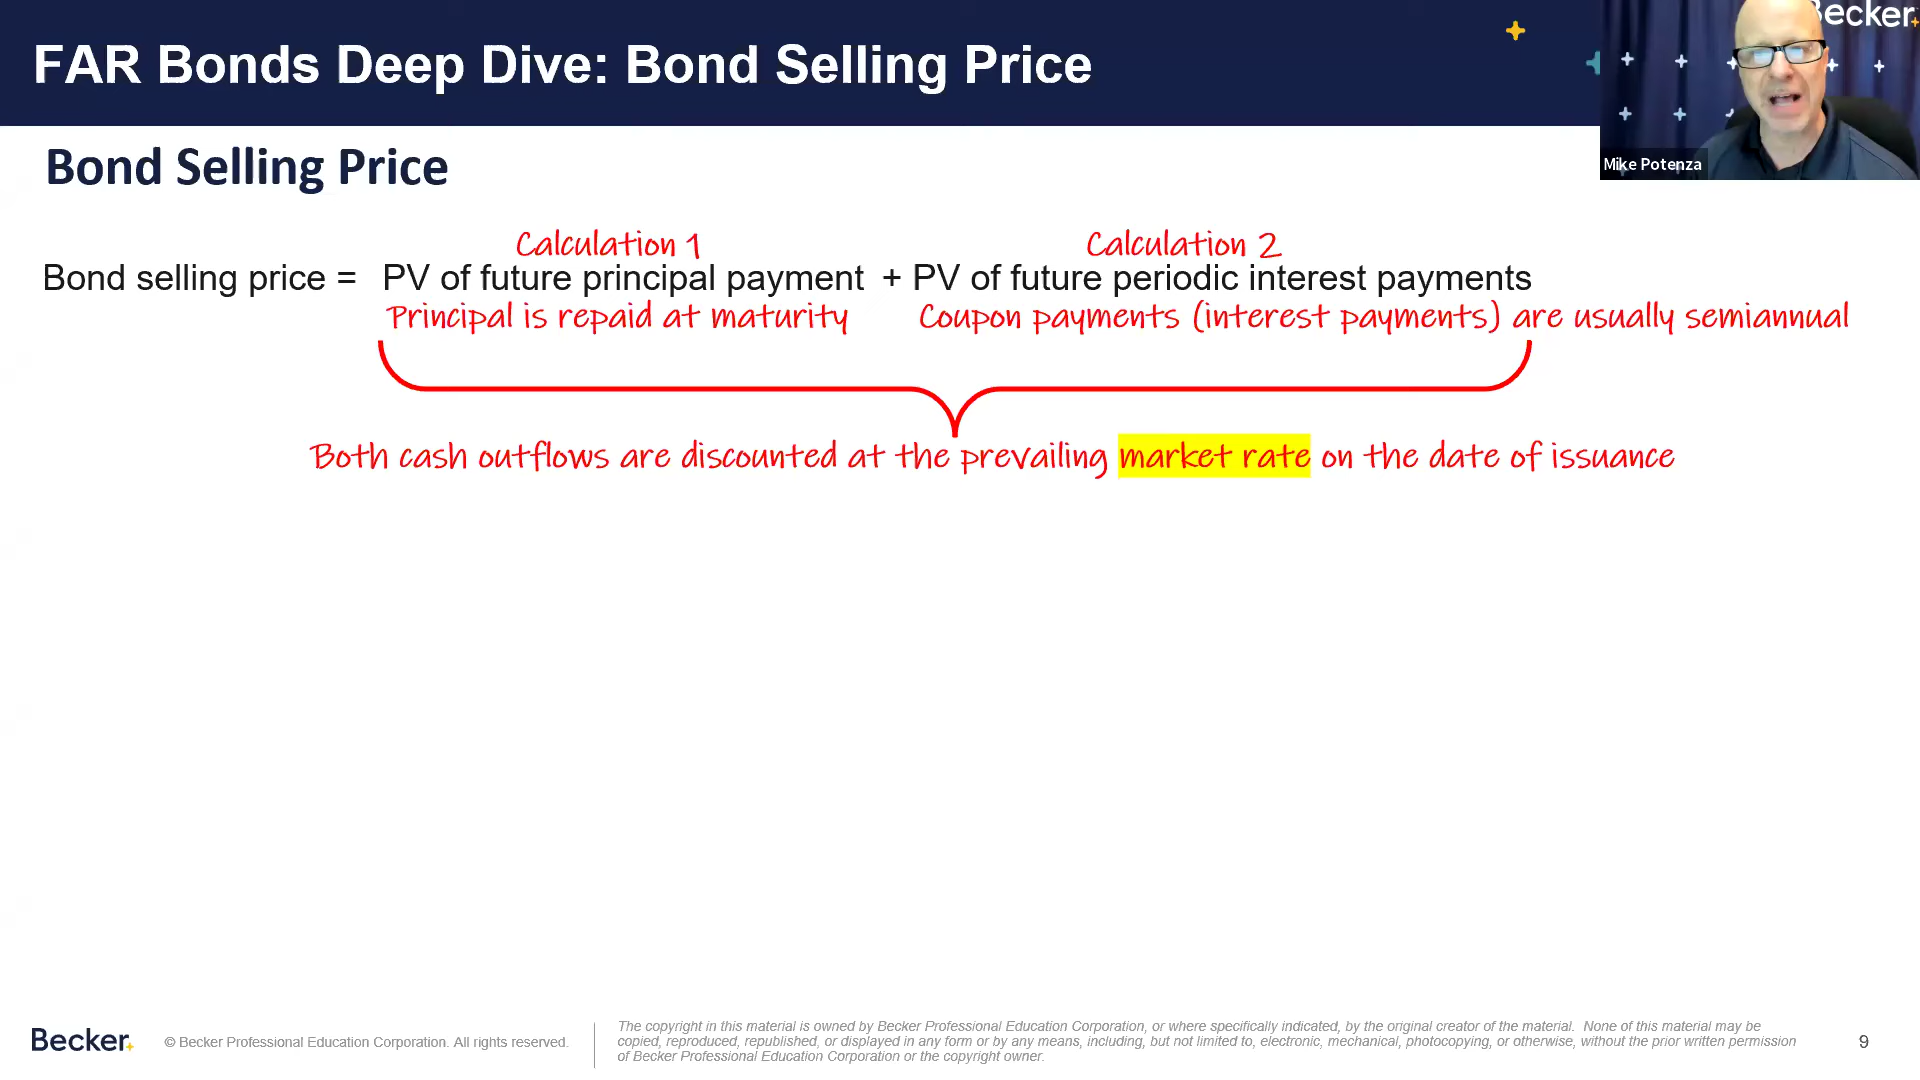 FAR Bonds Deep Dive: Bond Selling Price
Becker
Mike Potenza
Bond Selling Price
Calculation 1 Calculation 2
Bond selling price = PV of future principal payment + PV of future periodic interest payments
Principal is repaid at maturity Coupon payments (interest payments) are usually semiannual
Both cash outflows are discounted at the prevailing market rate on the date of issuance
Becker
© Becker Professional Education Corporation. All rights reserved.
The copyright in this material is owned by Becker Professional Education Corporation, or where specifically indicated, by the original creator of the material. None of this material may be
copied, reproduced, republished, or displayed in any form or by any means, including, but not limited to, electronic, mechanical, photocopying, or otherwise, without the prior written permission
of Becker Professional Education Corporation or the copyright owner.
9